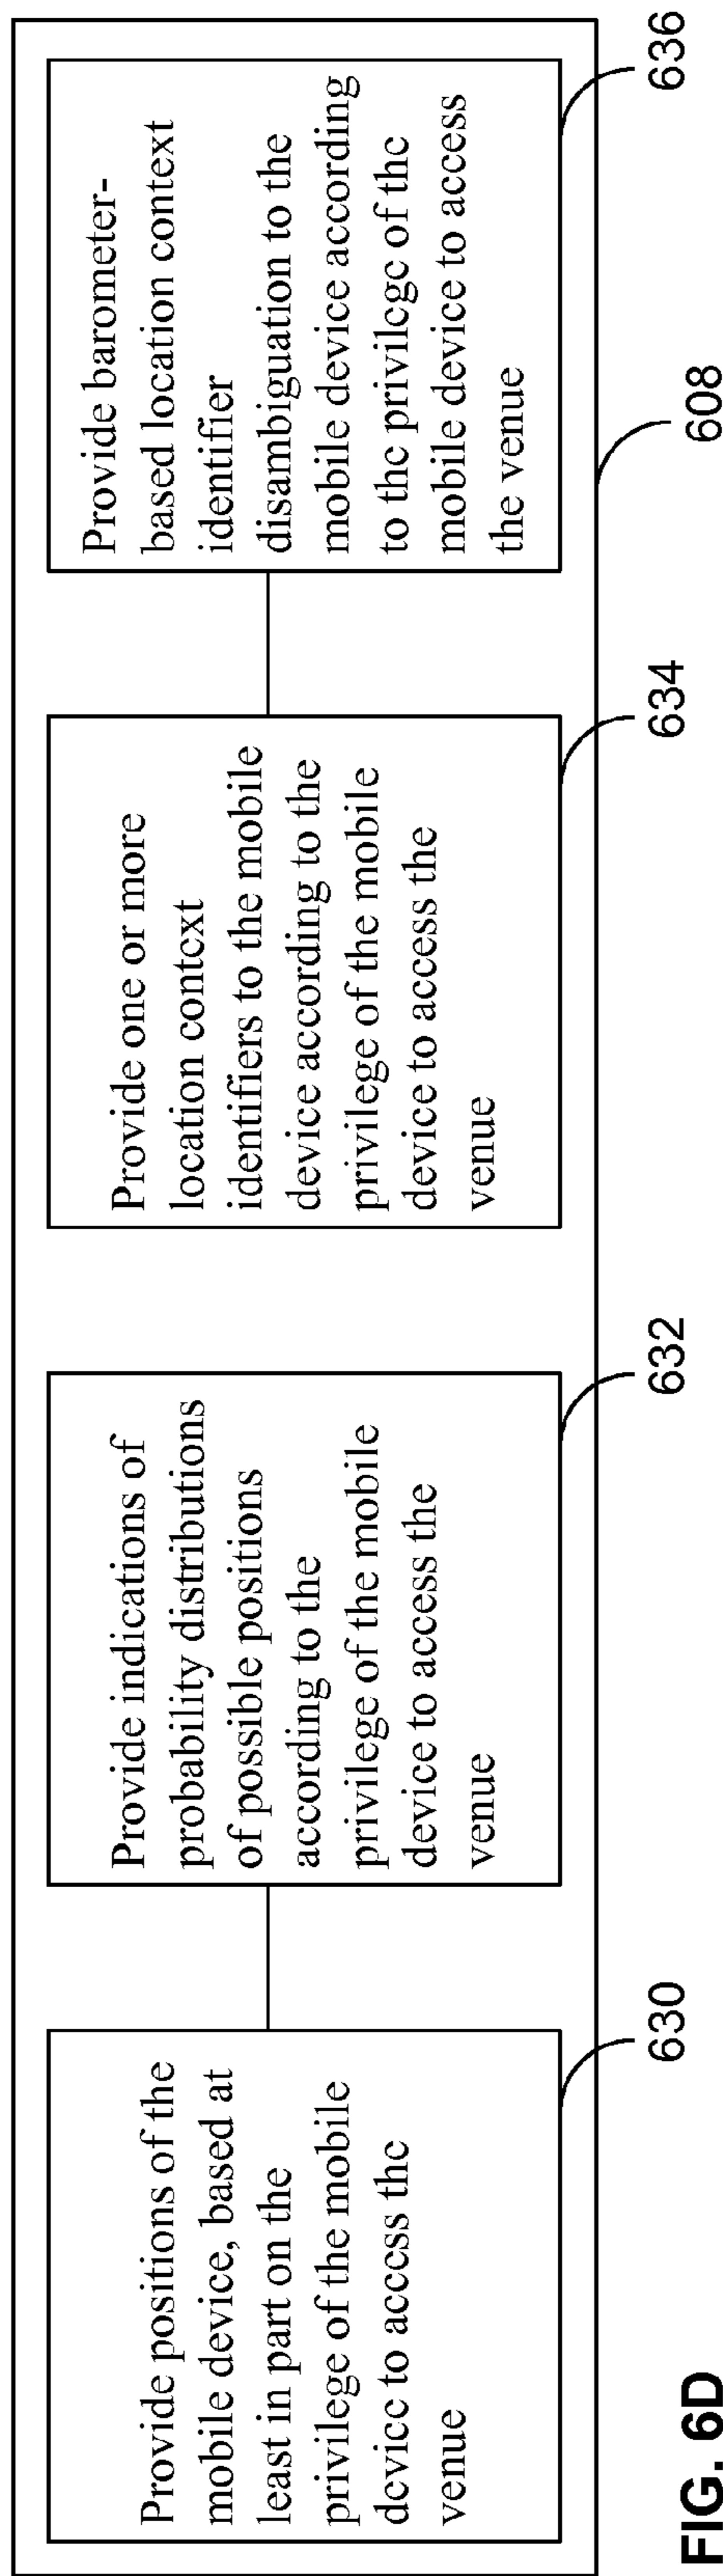 Provide positions of the
mobile device, based at
least in part on the
privilege of the mobile
device to access the
venue
630
Provide indications of
probability distributions
of possible positions
according to the
privilege of the mobile
device to access the
venue
632
Provide one or more
location context
identifiers to the mobile
device according to the
privilege of the mobile
device to access the
venue
634
Provide barometer-
based location context
identifier
disambiguation to the
mobile device according
to the privilege of the
mobile device to access
the venue
636
608
FIG. 6D